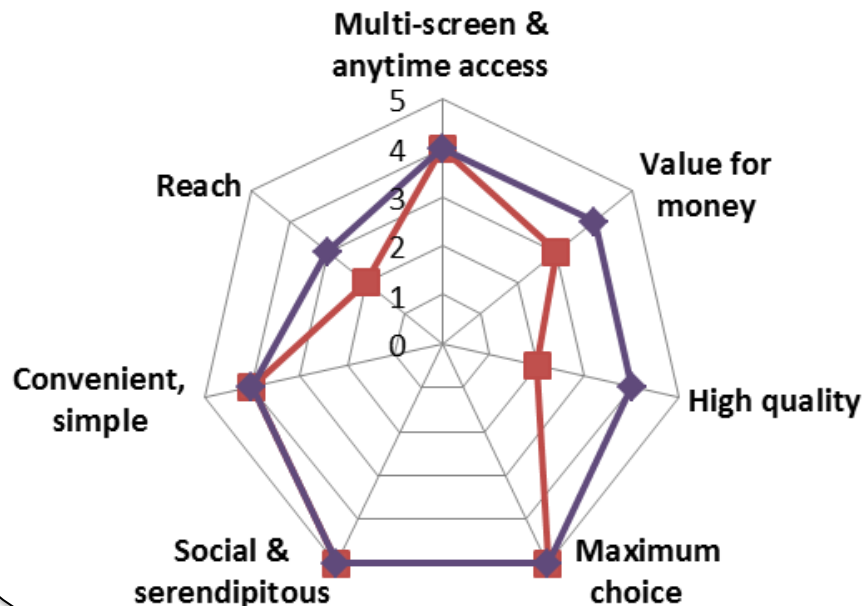 Multi-screen &
anytime access
5
4
3
2
1
0
Value for
money
High quality
Maximum
choice
Social &
serendipitous
Convenient,
simple
Reach